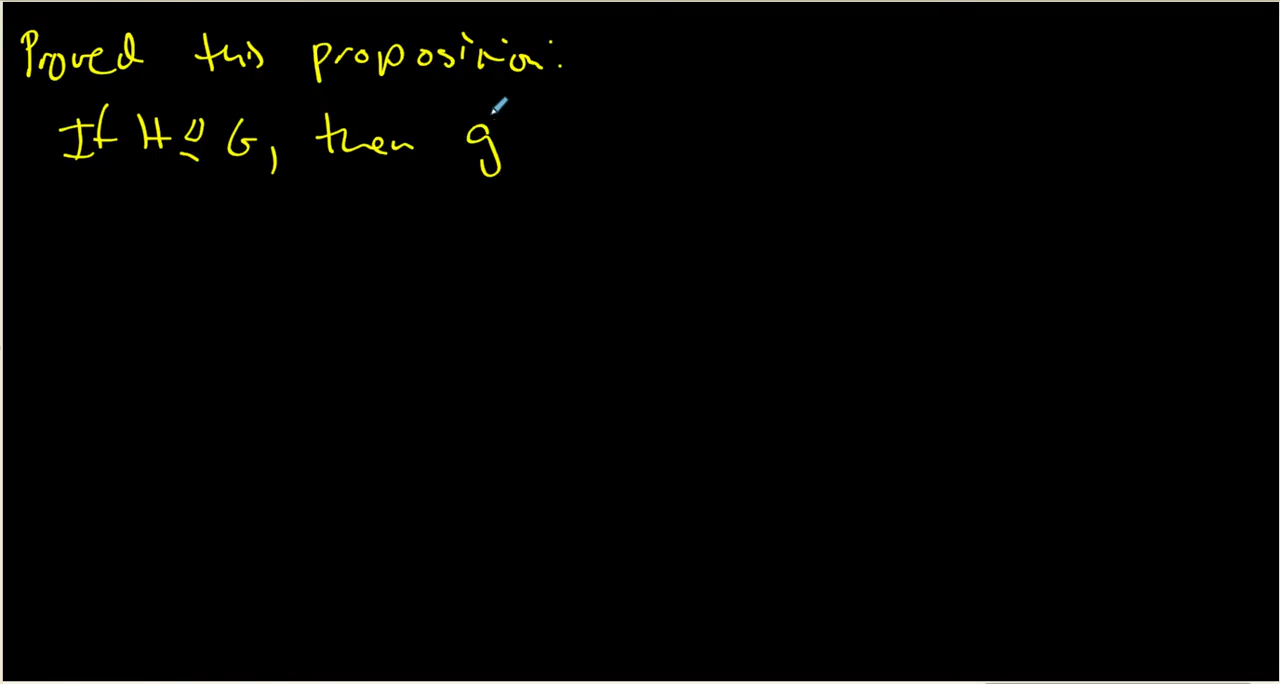 Proved this proposition:
If H ⊴ G, then g